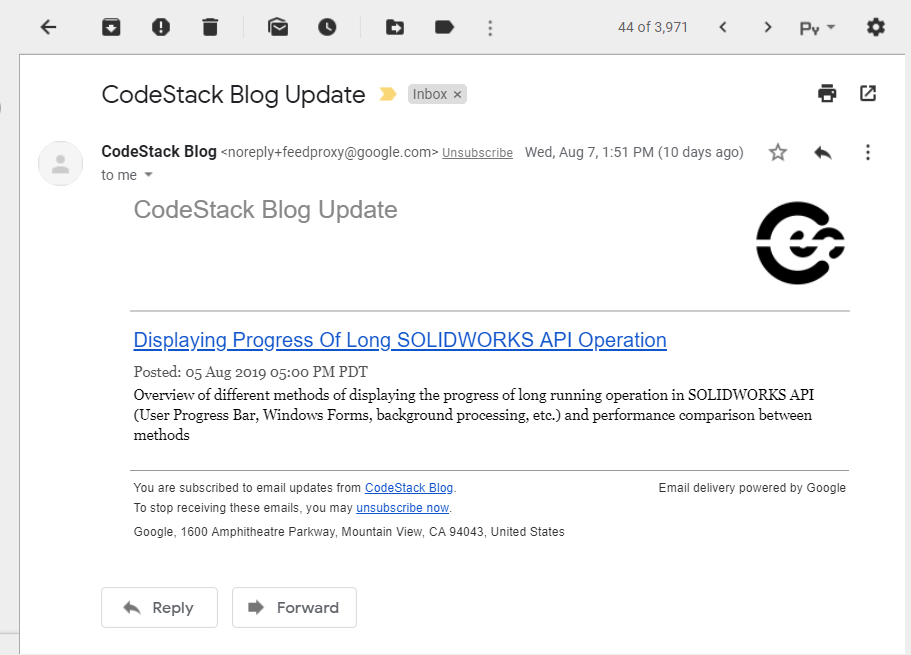 44 of 3,971
Ру
CodeStack Blog Update
Inbox ×
CodeStack Blog <noreply+feedproxy@google.com> Unsubscribe Wed, Aug 7, 1:51 PM (10 days ago)
to me
CodeStack Blog Update
Displaying Progress Of Long SOLIDWORKS API Operation
Posted: 05 Aug 2019 05:00 PM PDT
Overview of different methods of displaying the progress of long running operation in SOLIDWORKS API
(User Progress Bar, Windows Forms, background processing, etc.) and performance comparison between
methods
You are subscribed to email updates from CodeStack Blog.
Email delivery powered by Google
To stop receiving these emails, you may unsubscribe now.
Google, 1600 Amphitheatre Parkway, Mountain View, CA 94043, United States
Reply
Forward